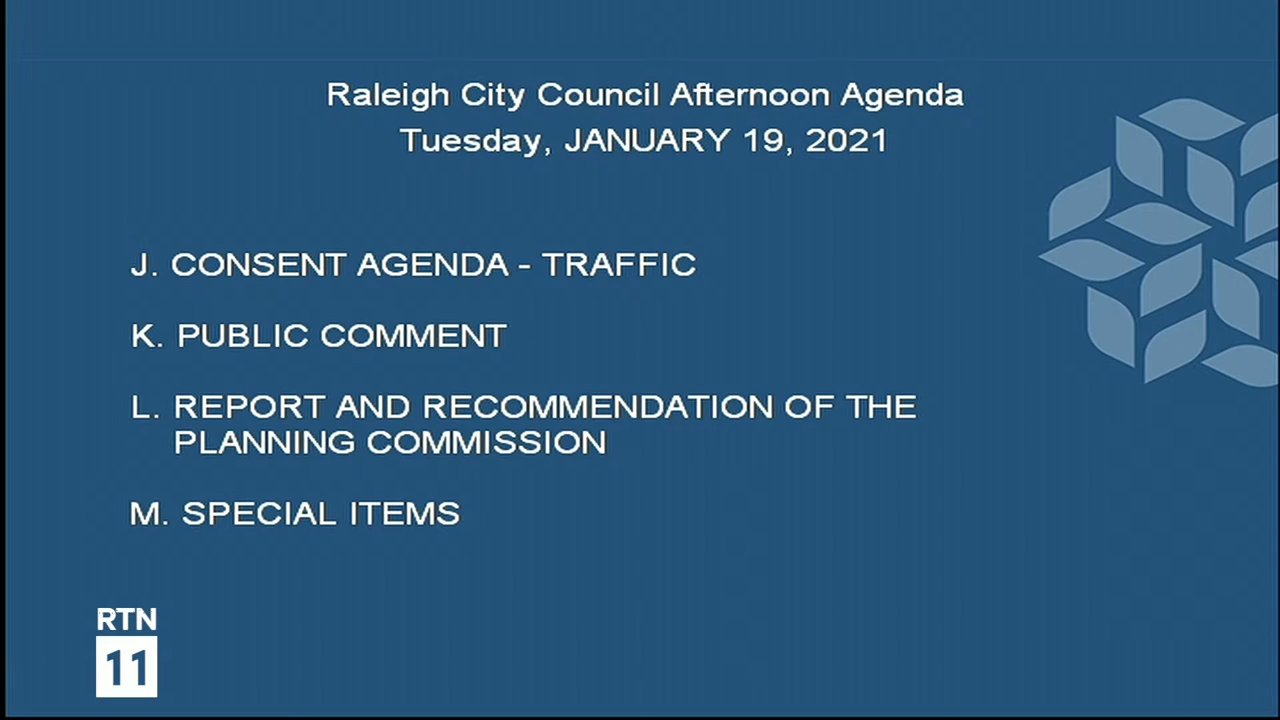 Raleigh City Council Afternoon Agenda
Tuesday, JANUARY 19, 2021
J. CONSENT AGENDA - TRAFFIC
K. PUBLIC COMMENT
L. REPORT AND RECOMMENDATION OF THE
PLANNING COMMISSION
M. SPECIAL ITEMS
RTN
11